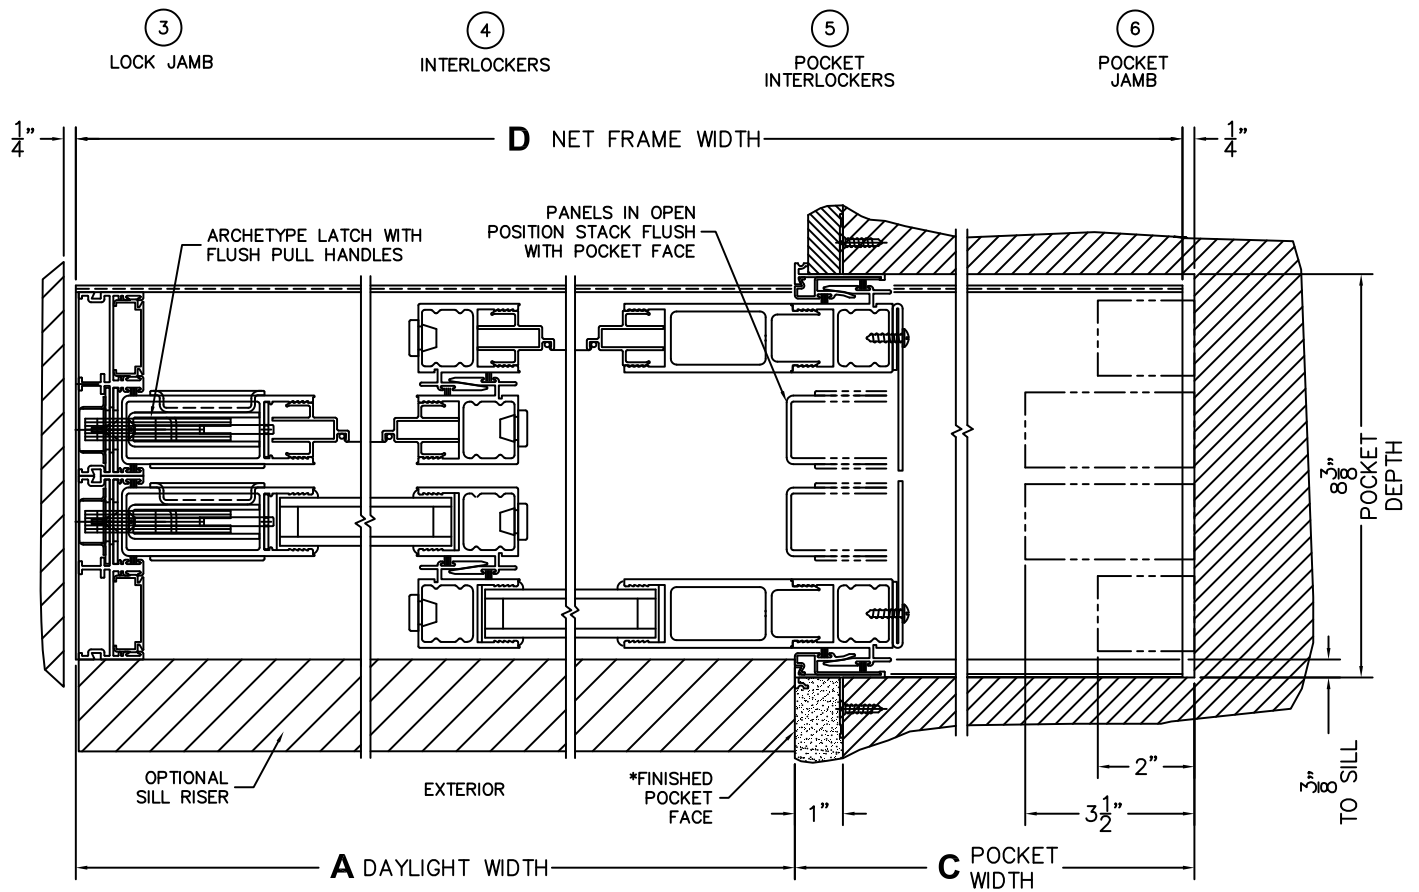 3
LOCK JAMB
4
INTERLOCKERS
5
POCKET
INTERLOCKERS
6
POCKET
JAMB
1/4"
D NET FRAME WIDTH
1/4"
ARCHETYPE LATCH WITH
FLUSH PULL HANDLES
PANELS IN OPEN
POSITION STACK FLUSH
WITH POCKET FACE
8 3/8"
POCKET
DEPTH
OPTIONAL
SILL RISER
EXTERIOR
*FINISHED
POCKET
FACE
1"
2"
3 1/2"
3/8"
TO SILL
A DAYLIGHT WIDTH
C POCKET
WIDTH